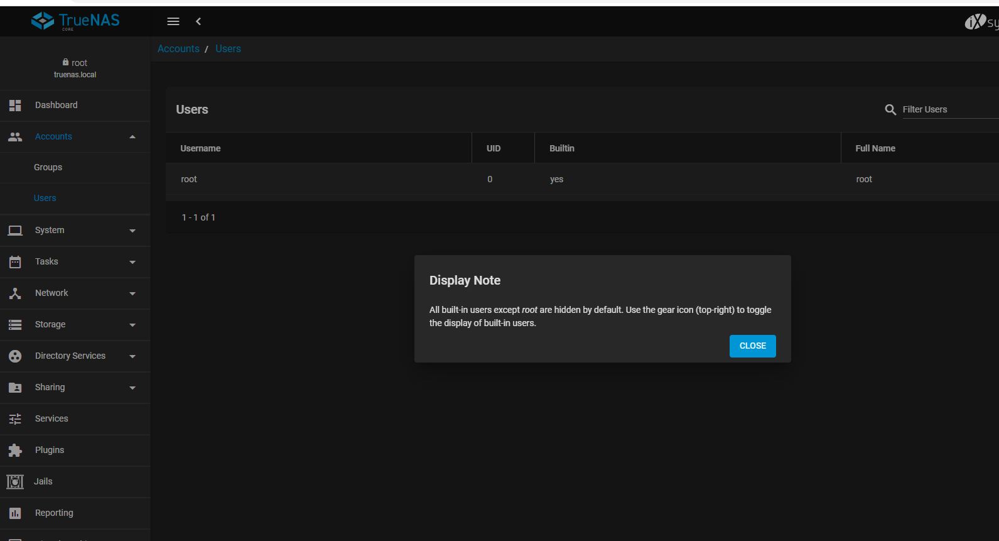 TrueNAS
CORE
root
truenas.local
Dashboard
Accounts
Groups
Users
System
Tasks
Network
Storage
Directory Services
Sharing
Services
Plugins
Jails
Reporting
Accounts / Users
Users
Filter Users
Username UID Builtin Full Name
root 0 yes root
1 - 1 of 1
Display Note
All built-in users except root are hidden by default. Use the gear icon (top-right) to toggle
the display of built-in users.
CLOSE